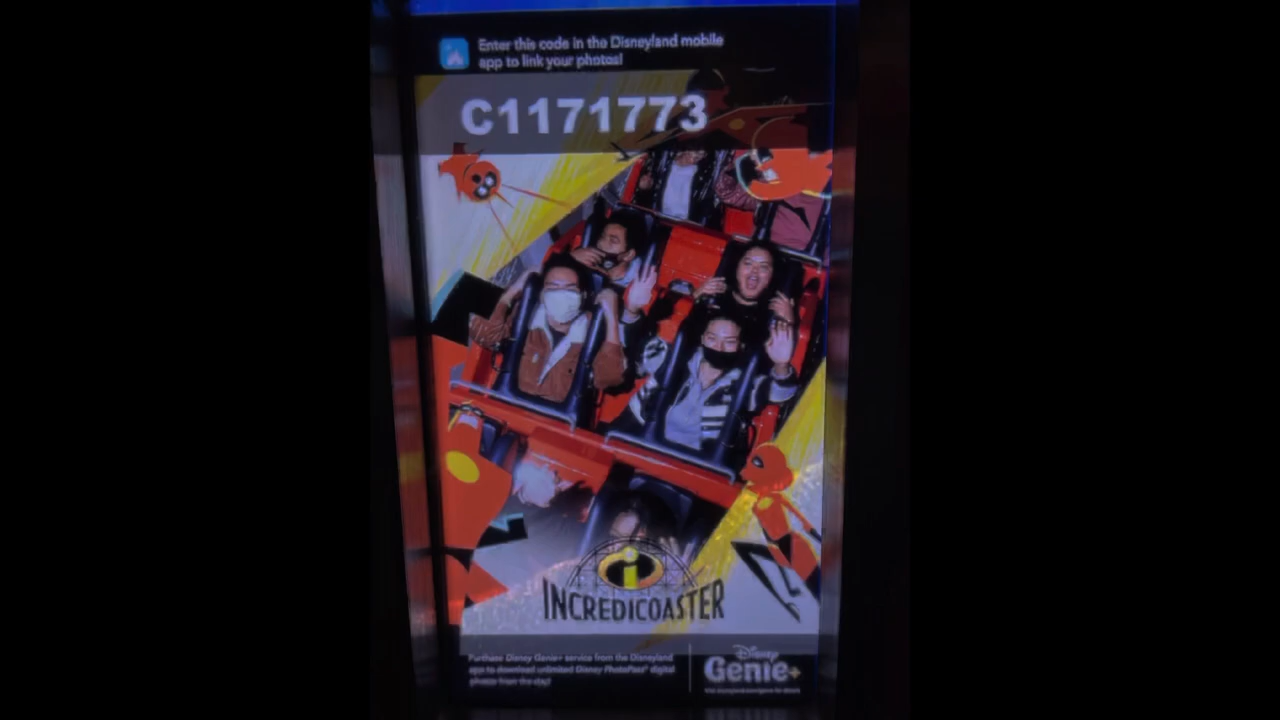 Enter this code in the Disneyland mobile
app to link your photos!
C1171773
INCREDICOASTER
Purchase Disney Genie+ service from the Disneyland
app to download unlimited Disney PhotoPass® digital
photos from the day!
Disney
Genie+